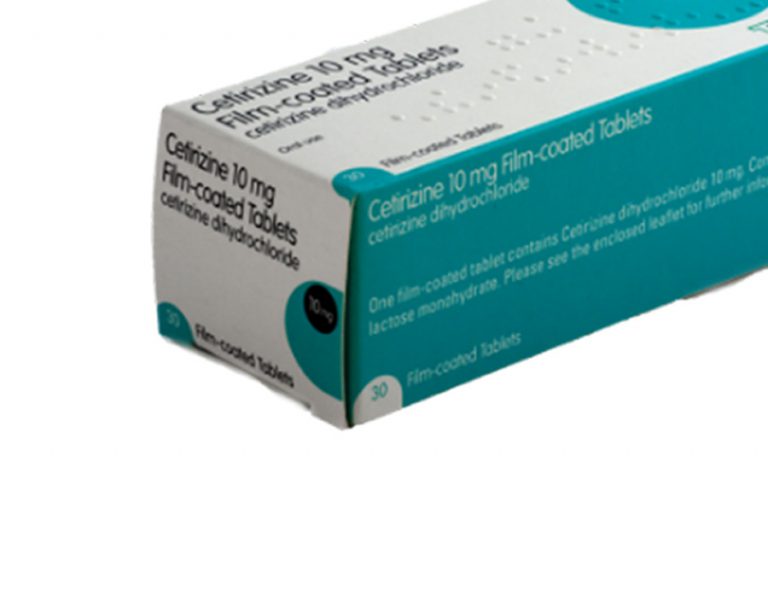 Cetirizine 10 mg
Film-coated Tablets
cetirizine dihydrochloride
Oral use
30 Film-coated Tablets
Cetirizine 10 mg
Film-coated Tablets
cetirizine dihydrochloride
10 mg
30 Film-coated Tablets
Cetirizine 10 mg Film-coated Tablets
cetirizine dihydrochloride
One film-coated tablet contains Cetirizine dihydrochloride 10 mg.
lactose monohydrate. Please see the enclosed leaflet for further
30 Film-coated Tablets